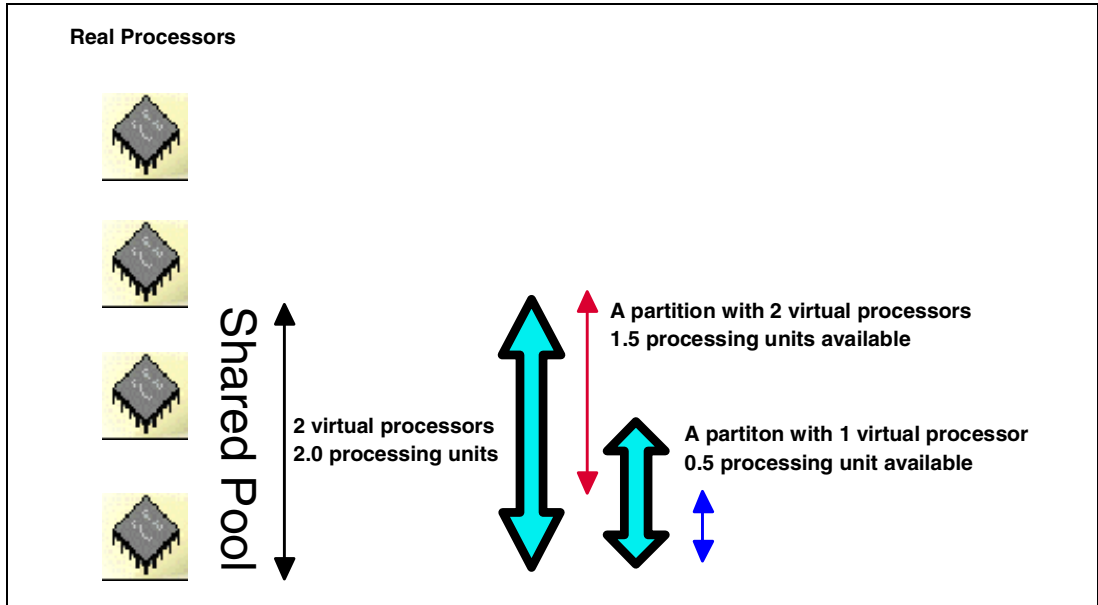 Real Processors
Shared Pool
2 virtual processors
2.0 processing units
A partition with 2 virtual processors
1.5 processing units available
A partiton with 1 virtual processor
0.5 processing unit available